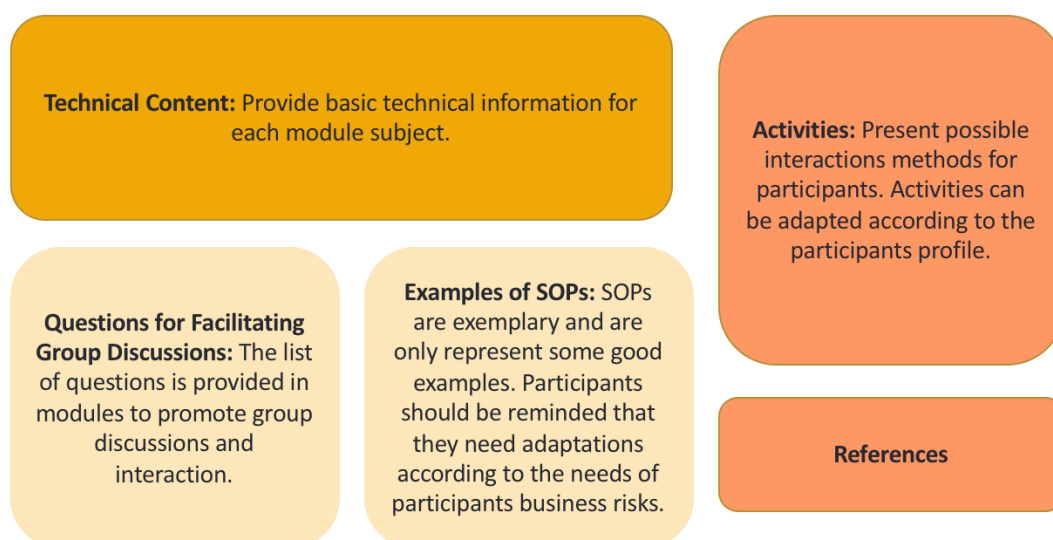 Technical Content: Provide basic technical information for
each module subject.
Activities: Present possible
interactions methods for
participants. Activities can
be adapted according to the
participants profile.
Questions for Facilitating
Group Discussions: The list
of questions is provided in
modules to promote group
discussions and
interaction.
Examples of SOPs: SOPs
are exemplary and are
only represent some good
examples. Participants
should be reminded that
they need adaptations
according to the needs of
participants business risks.
References